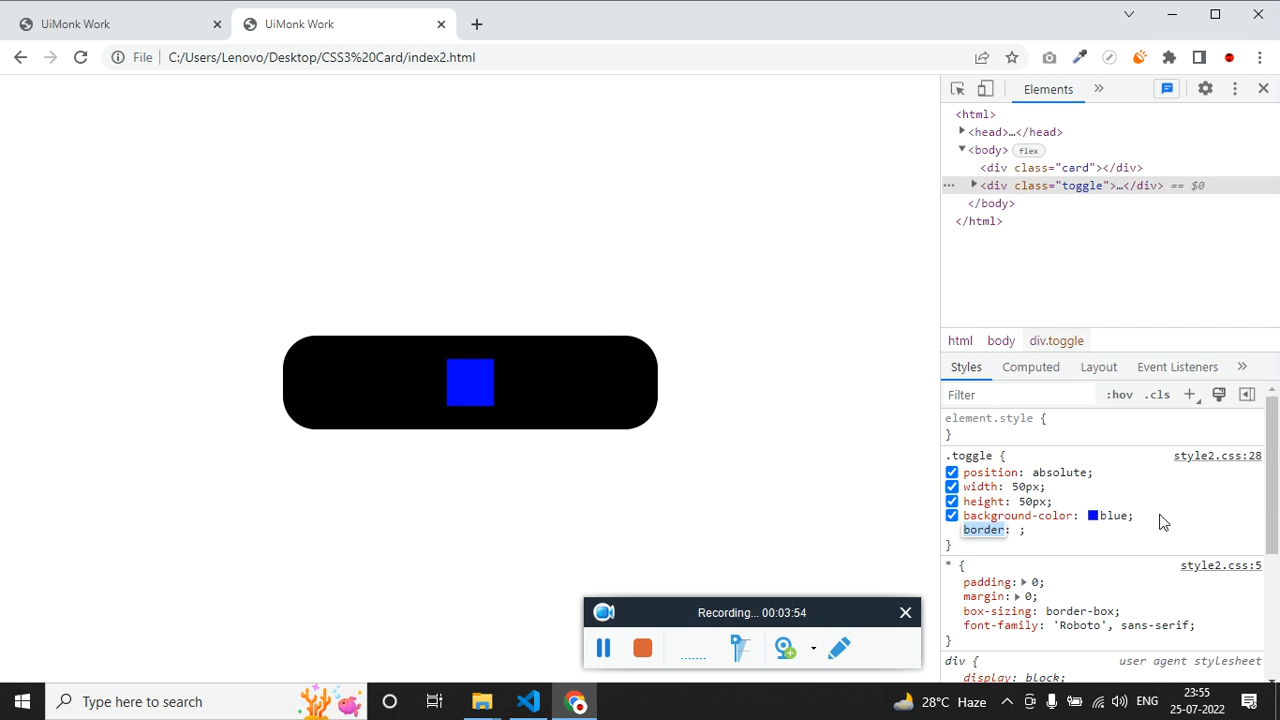 UiMonk Work
UiMonk Work
File C:/Users/Lenovo/Desktop/CSS3%20Card/index2.html
Elements
<html>
<head>…</head>
<body> flex
<div class="card"></div>
<div class="toggle">…</div> == $0
</body>
</html>
html body div.toggle
Styles Computed Layout Event Listeners
Filter :hov .cls
element.style {
}
.toggle { style2.css:28
position: absolute;
width: 50px;
height: 50px;
background-color: blue;
border: ;
}
* { style2.css:5
padding: 0;
margin: 0;
box-sizing: border-box;
font-family: 'Roboto', sans-serif;
}
div { user agent stylesheet
display: block;
Recording... 00:03:54
Type here to search
28°C Haze
ENG
23:55
25-07-2022